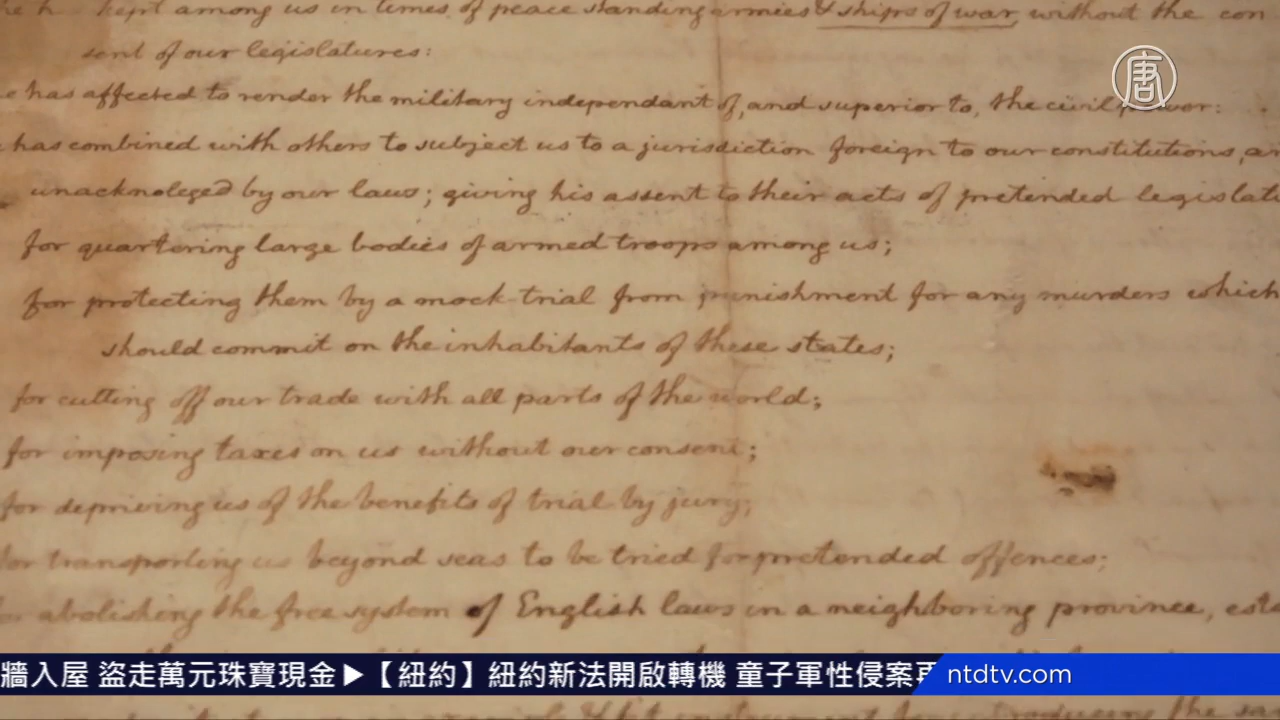 kept among us in times of peace standing armies & ships of war, without the con
sent of our legislatures:
唐
has affected to render the military independant of, and superior to, the civil power:
has combined with others to subject us to a jurisdiction foreign to our constitutions, an
unacknoleged by our laws; giving his assent to their acts of pretended legislati
for quartering large bodies of armed troops among us;
for protecting them by a mock-trial from punishment for any murders which
should commit on the inhabitants of these states;
for cutting off our trade with all parts of the world;
for imposing taxes on us without our consent;
for depriving us of the benefits of trial by jury;
for transporting us beyond seas to be tried for pretended offences;
for abolishing the free system of English laws in a neighboring province, esta
牆入屋 盜走萬元珠寶現金▶【紐約】紐約新法開啟轉機 童子軍性侵案再
ntdtv.com